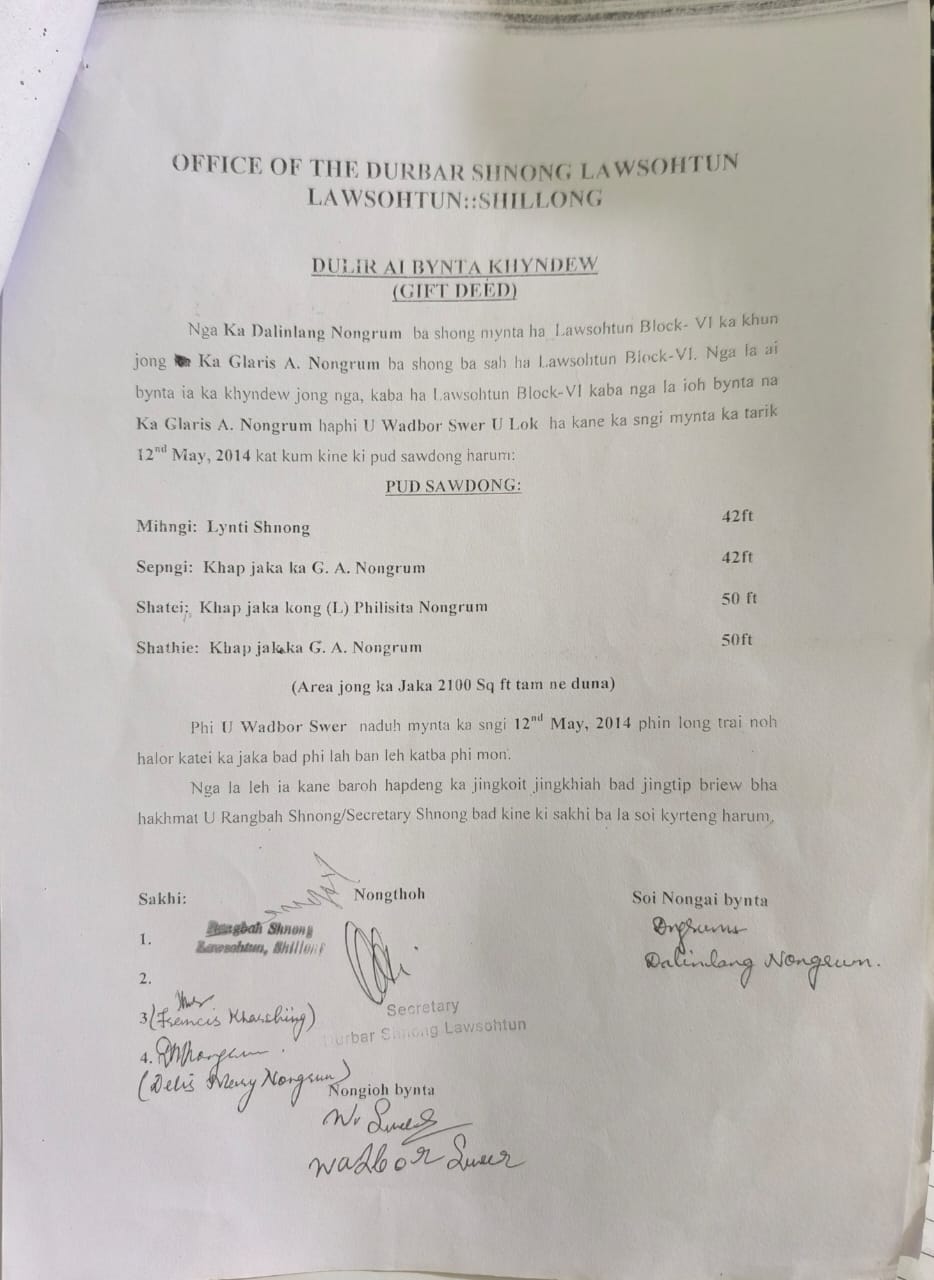 OFFICE OF THE DURBAR SHNONG LAWSOHTUN
LAWSOHTUN::SHILLONG
DULIR AI BYNTA KHYNDEW
(GIFT DEED)
Nga Ka Dalinlang Nongrum ba shong mynta ha Lawsohtun Block- VI ka khun
jong Ka Glaris A. Nongrum ba shong ba sah ha Lawsohtun Block-VI. Nga la ai
bynta ia ka khyndew jong nga, kaba ha Lawsohtun Block-VI kaba nga la ioh bynta na
Ka Glaris A. Nongrum haphi U Wadbor Swer U Lok ha kane ka sngi mynta ka tarik
12nd May, 2014 kat kum kine ki pud sawdong harum:
PUD SAWDONG:
Mihngi: Lynti Shnong 42ft
Sepngi: Khap jaka ka G. A. Nongrum 42ft
Shatei: Khap jaka kong (L) Philisita Nongrum 50 ft
Shathie: Khap jaka ka G. A. Nongrum 50ft
(Area jong ka Jaka 2100 Sq ft tam ne duna)
Phi U Wadbor Swer naduh mynta ka sngi 12nd May, 2014 phin long trai noh
halor katei ka jaka bad phi lah ban leh katba phi mon.
Nga la leh ia kane baroh hapdeng ka jingkoit jingkhiah bad jingtip briew bha
hakhmat U Rangbah Shnong/Secretary Shnong bad kine ki sakhi ba la soi kyrteng harum,
Sakhi: Nongthoh Soi Nongai bynta
1. Rangbah Shnong
Lawsohtun, Shillong
Dalinlang Nongrum.
2.
3 (Francis Kharshiing)
Secretary
Durbar Shnong Lawsohtun
4.
(Delis Mery Nongrum)
Nongioh bynta
Wadbor Swer